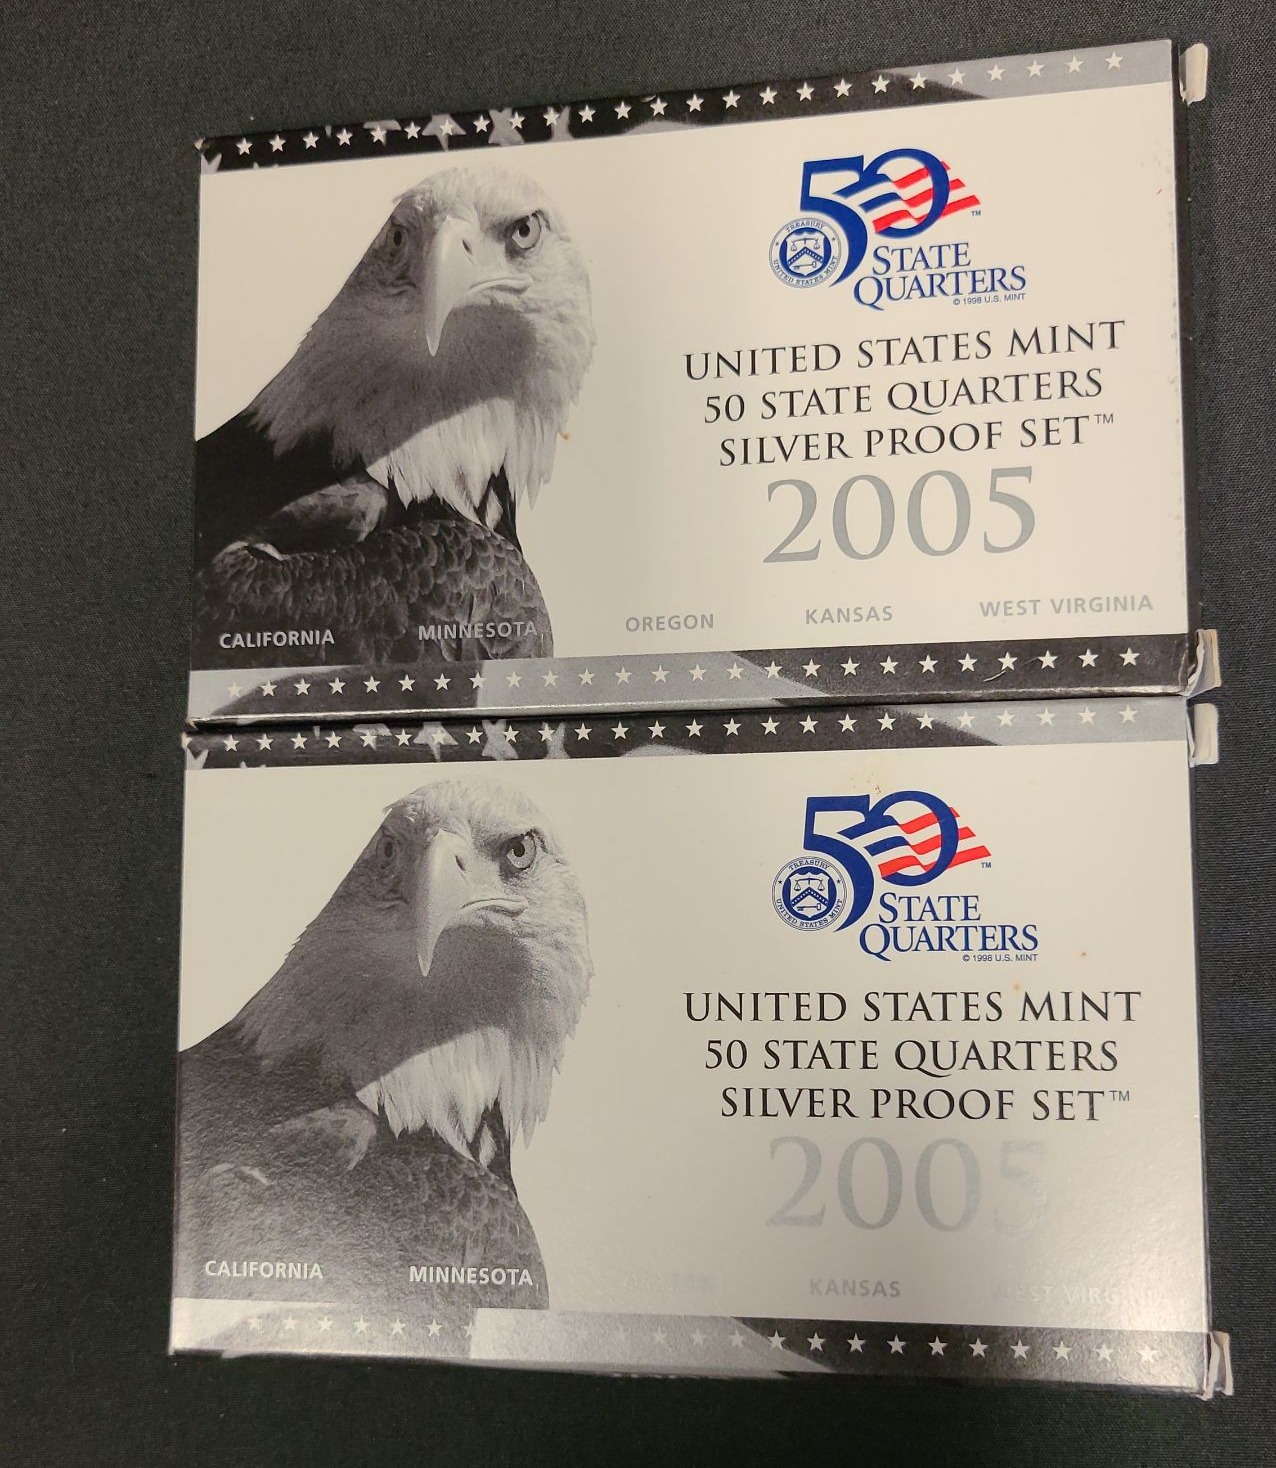 50
TREASURY
UNITED STATES MINT
STATE
QUARTERS
™
© 1998 U.S. MINT
UNITED STATES MINT
50 STATE QUARTERS
SILVER PROOF SET™
2005
CALIFORNIA MINNESOTA OREGON KANSAS WEST VIRGINIA
50
TREASURY
UNITED STATES MINT
STATE
QUARTERS
™
© 1998 U.S. MINT
UNITED STATES MINT
50 STATE QUARTERS
SILVER PROOF SET™
2005
CALIFORNIA MINNESOTA KANSAS WEST VIRGINIA